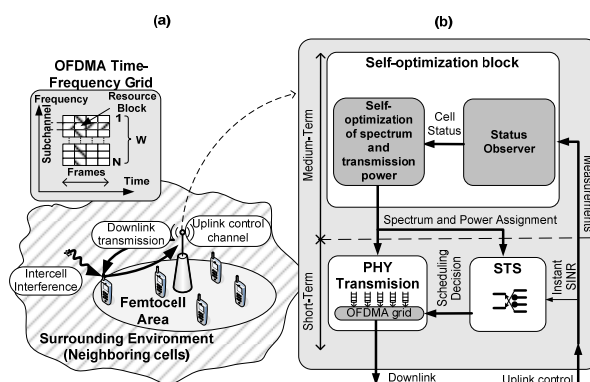 (a)
OFDMA Time-
Frequency Grid
Frequency
Resource
Block
Subchannel
1
W
N
Frames
Time
Downlink
transmission
Uplink control
channel
Intercell
Interference
Femtocell
Area
Surrounding Environment
(Neighboring cells)
(b)
Self-optimization block
Medium-Term
Self-
optimization
of spectrum
and
transmission
power
Cell
Status
Status
Observer
Measurements
Spectrum and Power Assignment
Short-Term
PHY
Transmision
OFDMA grid
Scheduling
Decision
STS
Instant
SINR
Downlink
Uplink control